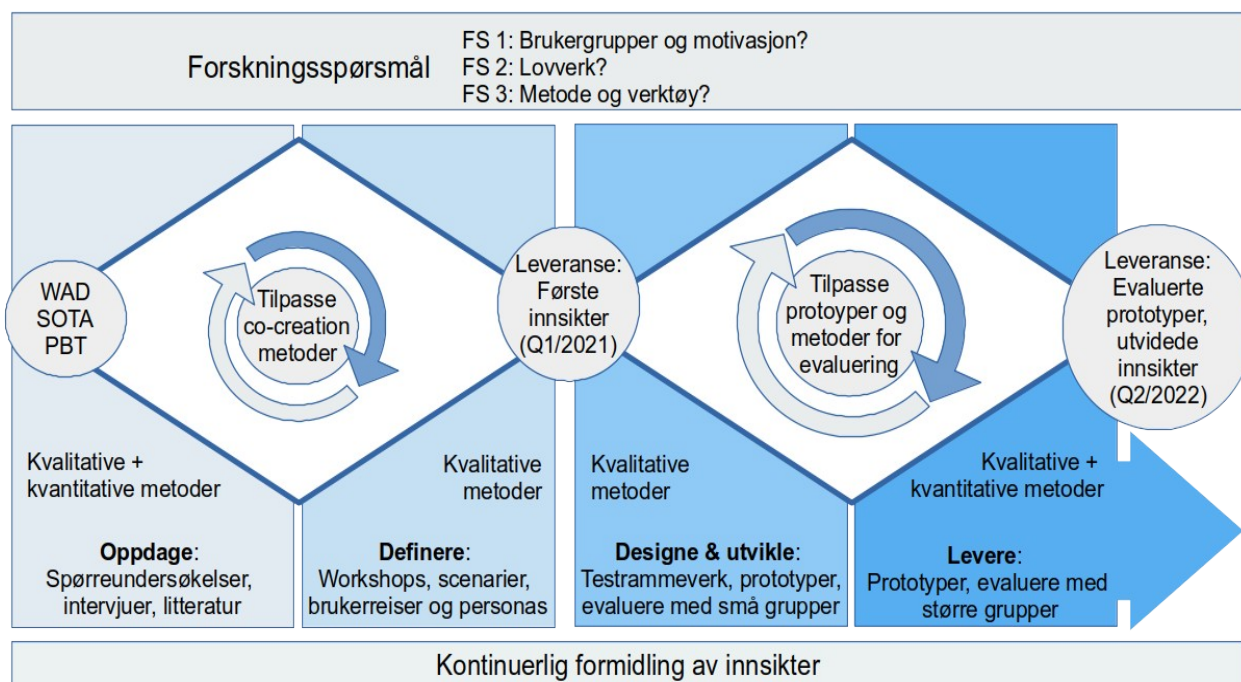 Forskningsspørsmål
FS 1: Brukergrupper og motivasjon?
FS 2: Lovverk?
FS 3: Metode og verktøy?
WAD
SOTA
PBT
Tilpasse
co-creation
metoder
Leveranse:
Første
innsikter
(Q1/2021)
Tilpasse
protoyper og
metoder for
evaluering
Leveranse:
Evaluerte
prototyper,
utvidede
innsikter
(Q2/2022)
Kvalitative +
kvantitative metoder
Kvalitative
metoder
Kvalitative
metoder
Kvalitative +
kvantitative metoder
Oppdage:
Spørreundersøkelser,
intervjuer, litteratur
Definere:
Workshops, scenarier,
brukerreiser og personas
Designe & utvikle:
Testrammeverk, prototyper,
evaluere med små grupper
Levere:
Prototyper, evaluere med
større grupper
Kontinuerlig formidling av innsikter